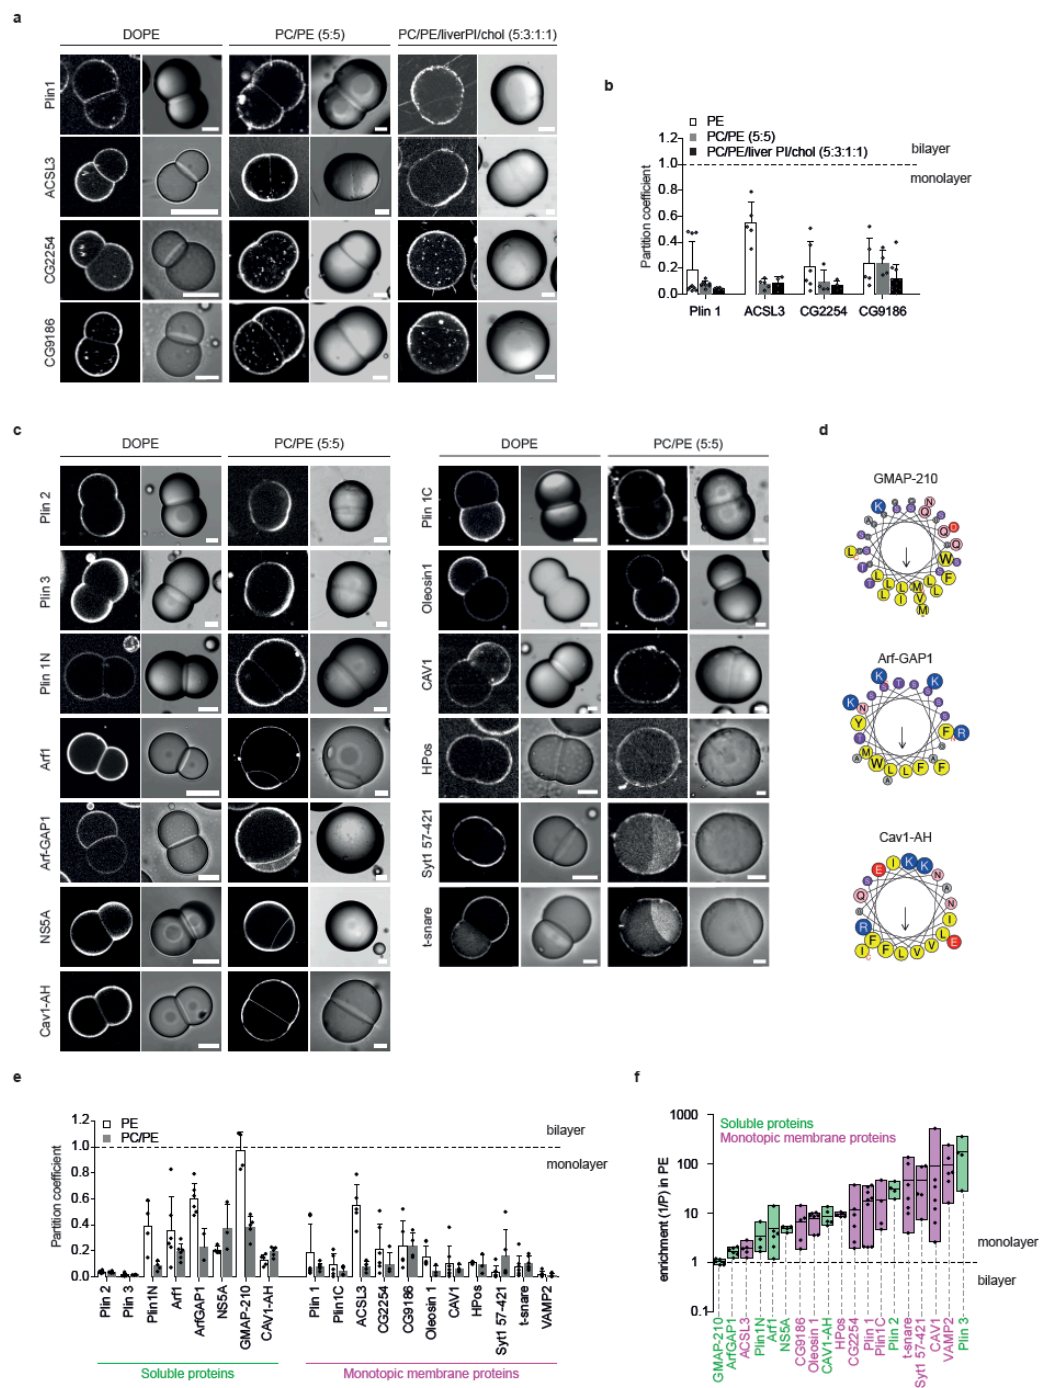 a
DOPE
PC/PE (5:5)
PC/PE/liverPI/chol (5:3:1:1)
Plin1
ACSL3
CG2254
CG9186
b
PE
PC/PE (5:5)
PC/PE/liver PI/chol (5:3:1:1)
Partition coefficient
1.2
1.0
0.8
0.6
0.4
0.2
0.0
bilayer
monolayer
Plin 1
ACSL3
CG2254
CG9186
c
DOPE
PC/PE (5:5)
Plin 2
Plin3
Plin 1N
Arf1
Arf-GAP1
NS5A
Cav1-AH
DOPE
PC/PE (5:5)
Plin 1C
Oleosin1
CAV1
HPos
Syt1 57-421
t-snare
d
GMAP-210
Arf-GAP1
Cav1-AH
e
PE
PC/PE
Partition coefficient
1.2
1.0
0.8
0.6
0.4
0.2
0.0
bilayer
monolayer
Plin 2
Plin 3
Plin1N
Arf1
ArfGAP1
NS5A
GMAP-210
CAV1-AH
Plin 1
Plin1C
ACSL3
CG2254
CG9186
Oleosin 1
CAV1
HPos
Syt1 57-421
t-snare
VAMP2
Soluble proteins
Monotopic membrane proteins
f
Soluble proteins
Monotopic membrane proteins
enrichment (1/P) in PE
1000
100
10
1
0.1
monolayer
bilayer
GMAP-210
ArfGAP1
ACSL3
Plin1N
Arf1
NS5A
CG9186
Oleosin 1
CAV1-AH
HPos
CG2254
Plin 1
Plin1C
Plin 2
t-snare
Syt1 57-421
CAV1
VAMP2
Plin 3